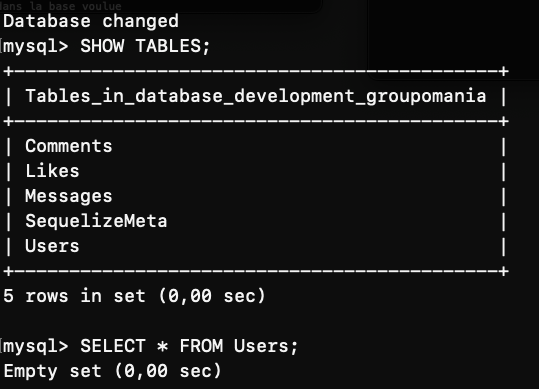 dans la base voulue
Database changed
mysql> SHOW TABLES;
+-------------------------------------------+
| Tables_in_database_development_groupomania |
+-------------------------------------------+
| Comments |
| Likes |
| Messages |
| SequelizeMeta |
| Users |
+-------------------------------------------+
5 rows in set (0,00 sec)
mysql> SELECT * FROM Users;
Empty set (0,00 sec)